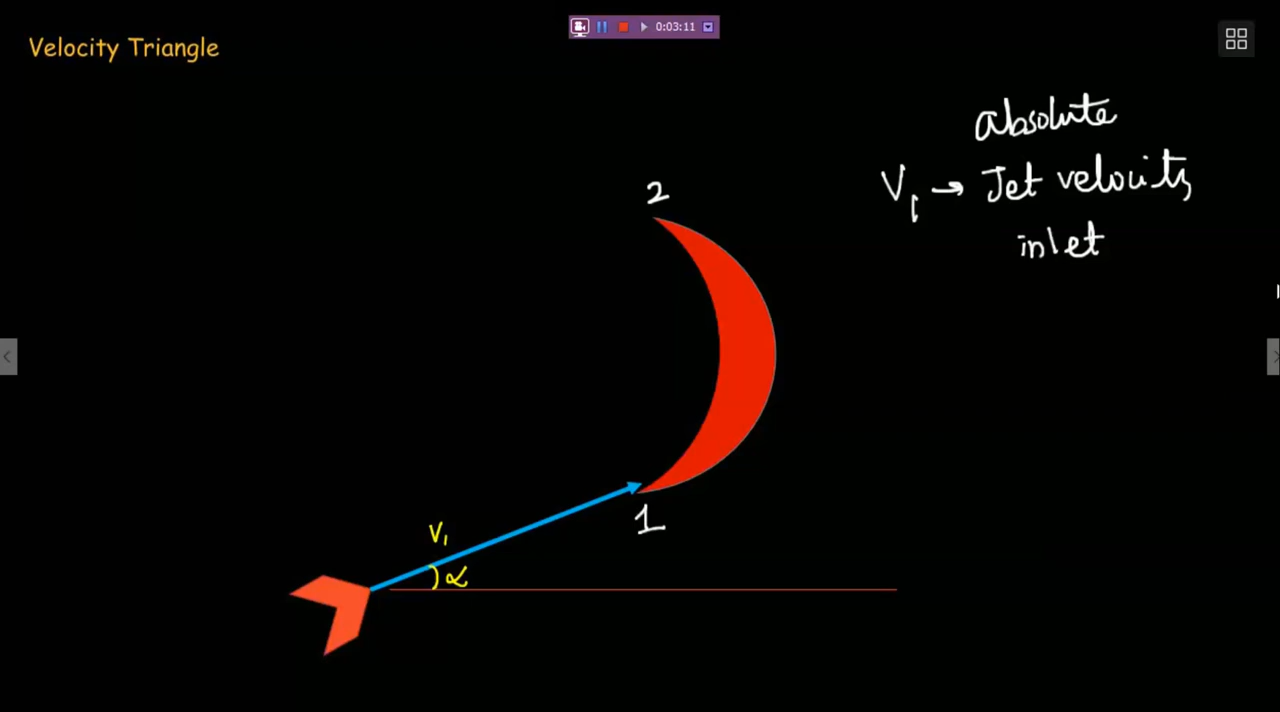 0:03:11
Velocity Triangle
absolute
V1 → Jet velocity
inlet
2
1
V1
α